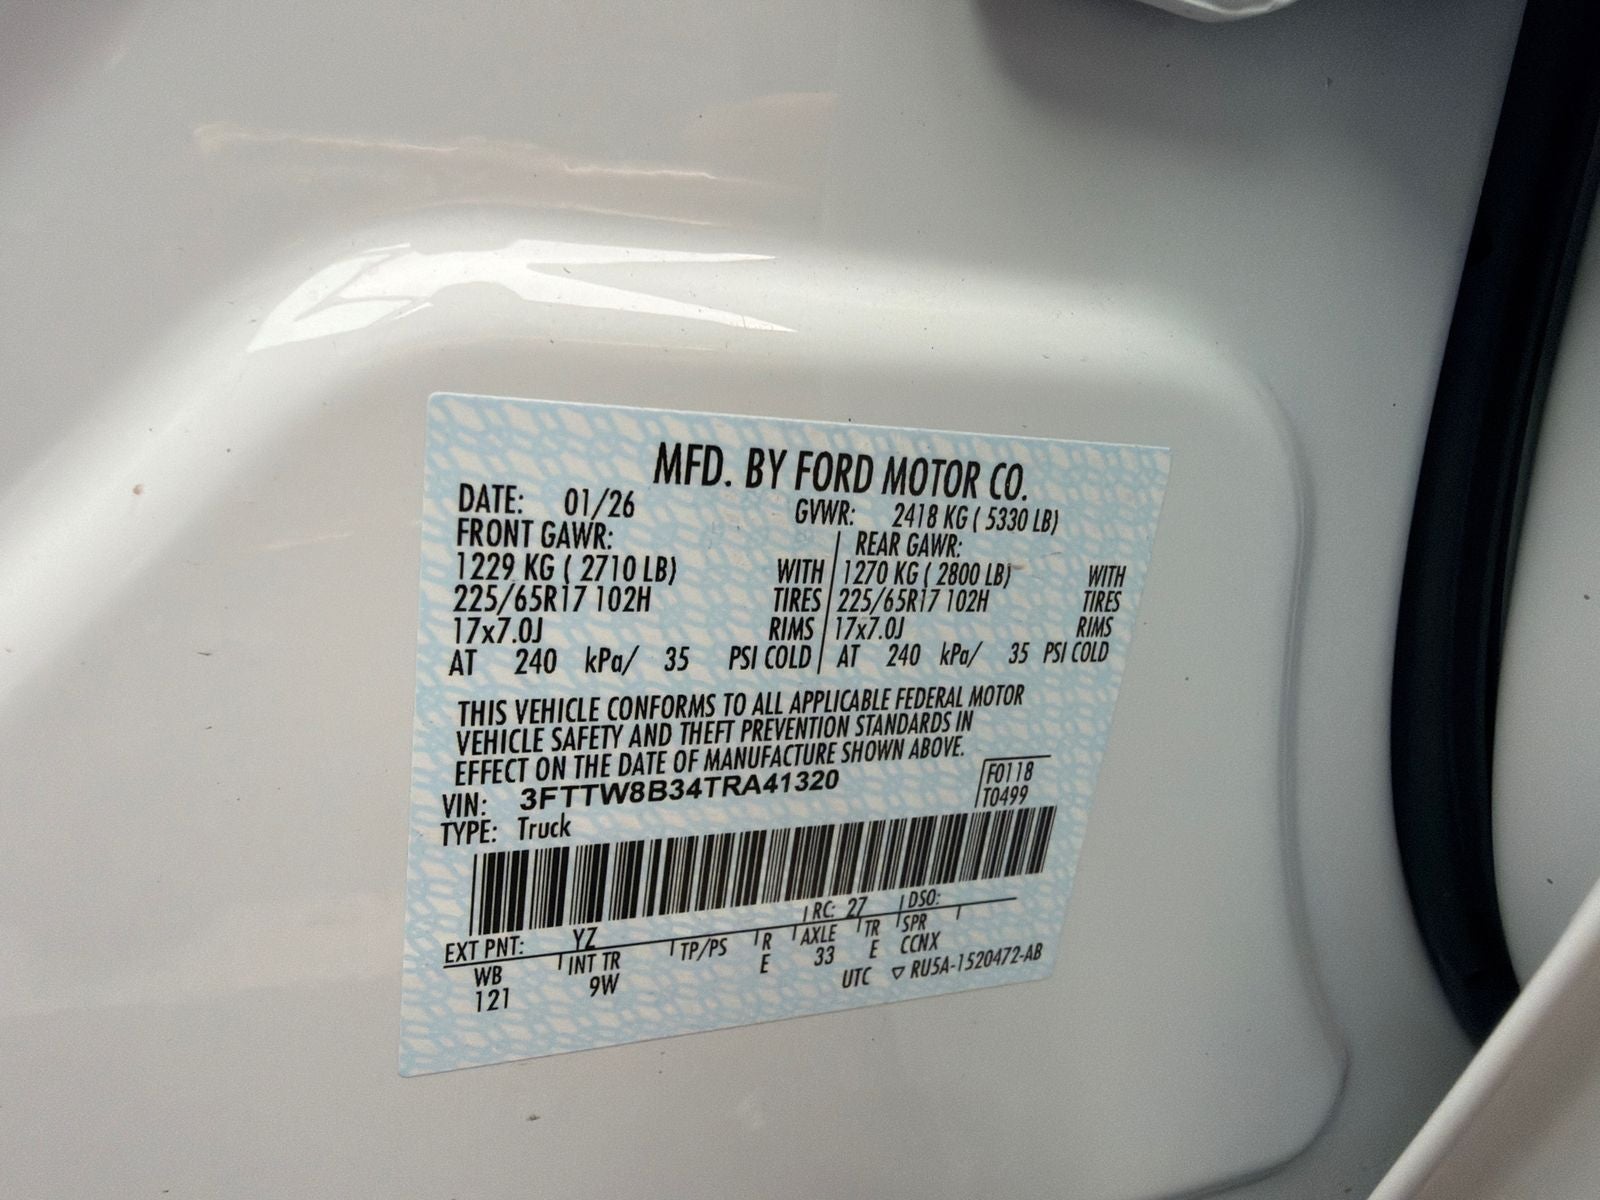 MFD. BY FORD MOTOR CO.
DATE: 01/26 GVWR: 2418 KG ( 5330 LB)
FRONT GAWR: REAR GAWR:
1229 KG ( 2710 LB) WITH 1270 KG ( 2800 LB) WITH
225/65R17 102H TIRES 225/65R17 102H TIRES
17x7.0J RIMS 17x7.0J RIMS
AT 240 kPa/ 35 PSI COLD AT 240 kPa/ 35 PSI COLD
THIS VEHICLE CONFORMS TO ALL APPLICABLE FEDERAL MOTOR
VEHICLE SAFETY AND THEFT PREVENTION STANDARDS IN
EFFECT ON THE DATE OF MANUFACTURE SHOWN ABOVE.
VIN: 3FTTW8B34TRA41320 F0118
TYPE: Truck T0499
EXT PNT: YZ RC: 27 DSO:
WB INT TR TP/PS R AXLE TR SPR
121 9W E 33 E CCNX
UTC ▽ RU5A-1520472-AB